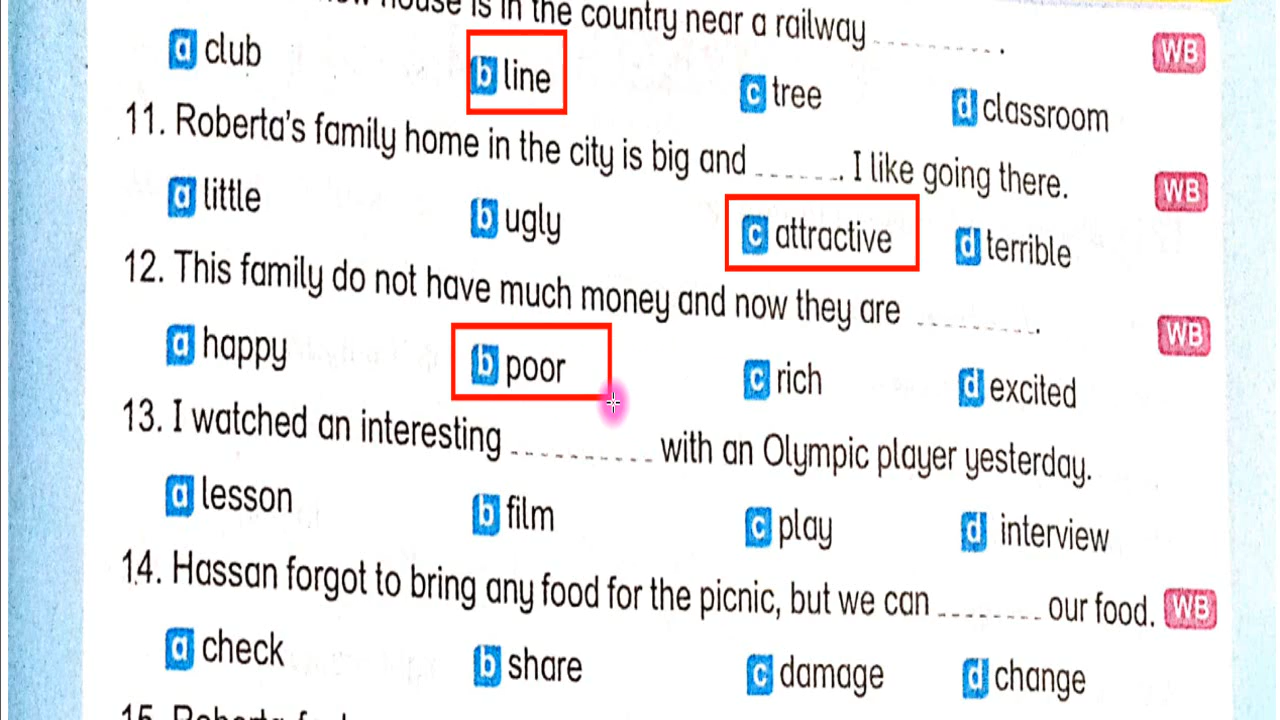 house is in the country near a railway ---------- . WB
a club b line c tree d classroom
11. Roberta's family home in the city is big and ------ . I like going there. WB
a little b ugly c attractive d terrible
12. This family do not have much money and now they are --------- . WB
a happy b poor c rich d excited
13. I watched an interesting ---------- with an Olympic player yesterday.
a lesson b film c play d interview
14. Hassan forgot to bring any food for the picnic, but we can -------- our food. WB
a check b share c damage d change
15. Roberta